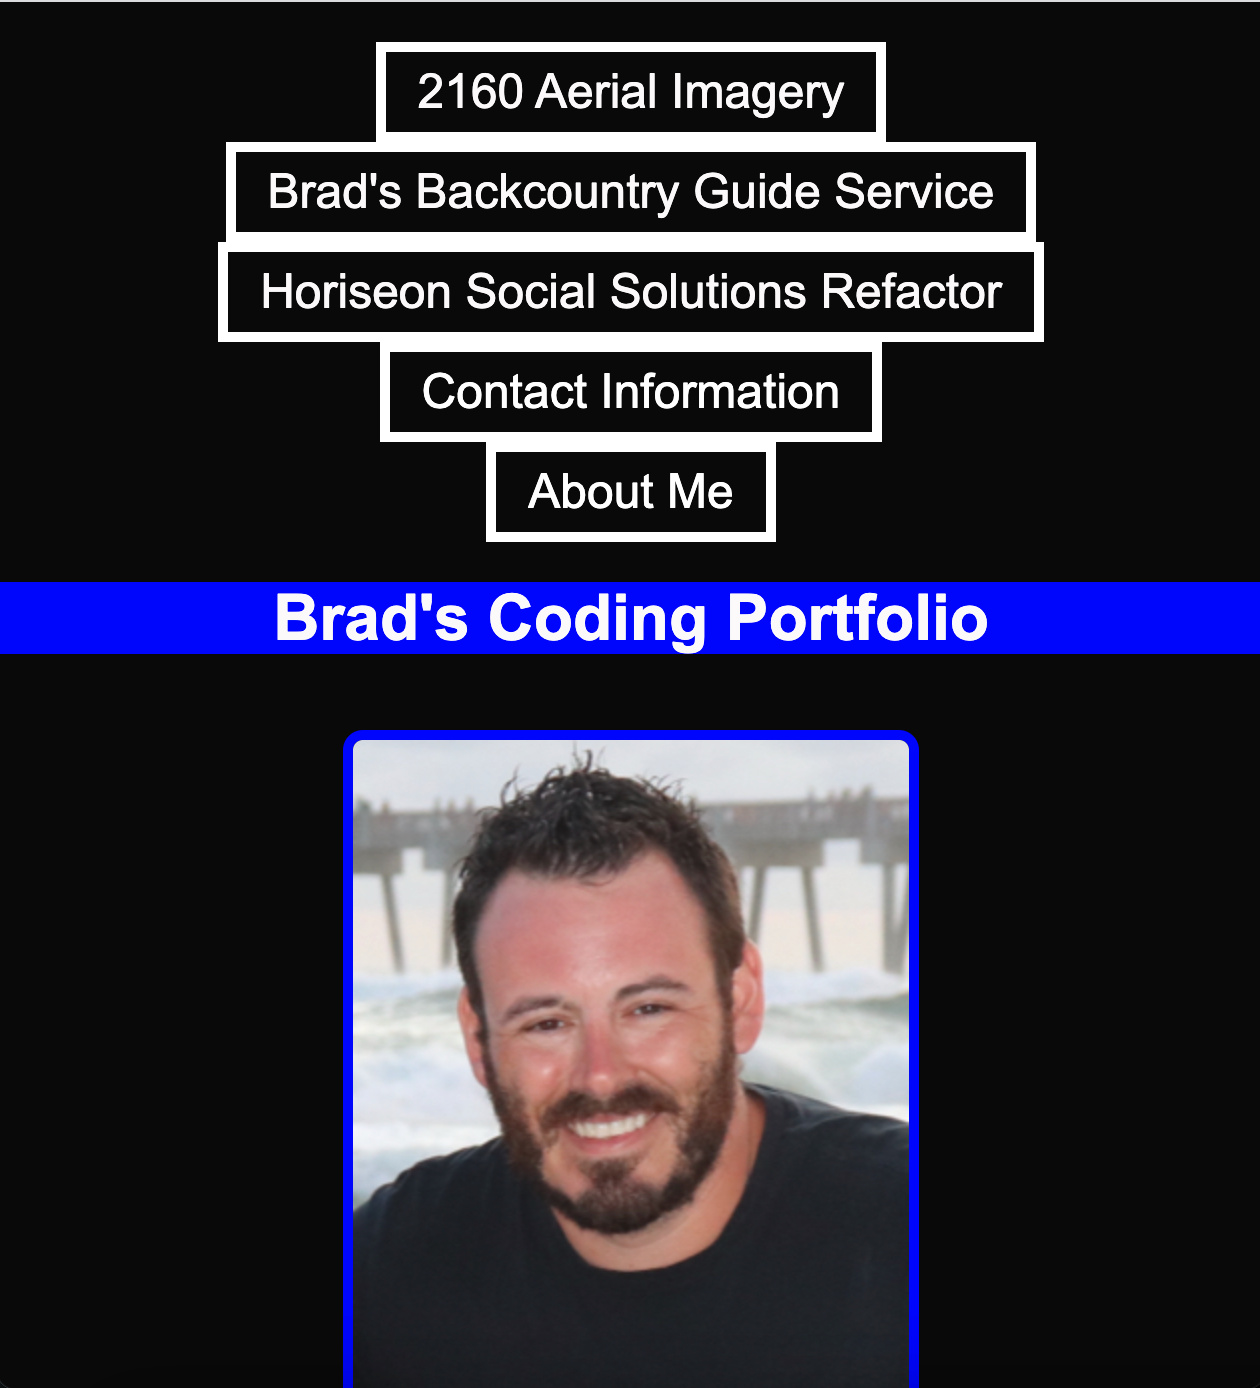 2160 Aerial Imagery
Brad's Backcountry Guide Service
Horiseon Social Solutions Refactor
Contact Information
About Me
Brad's Coding Portfolio